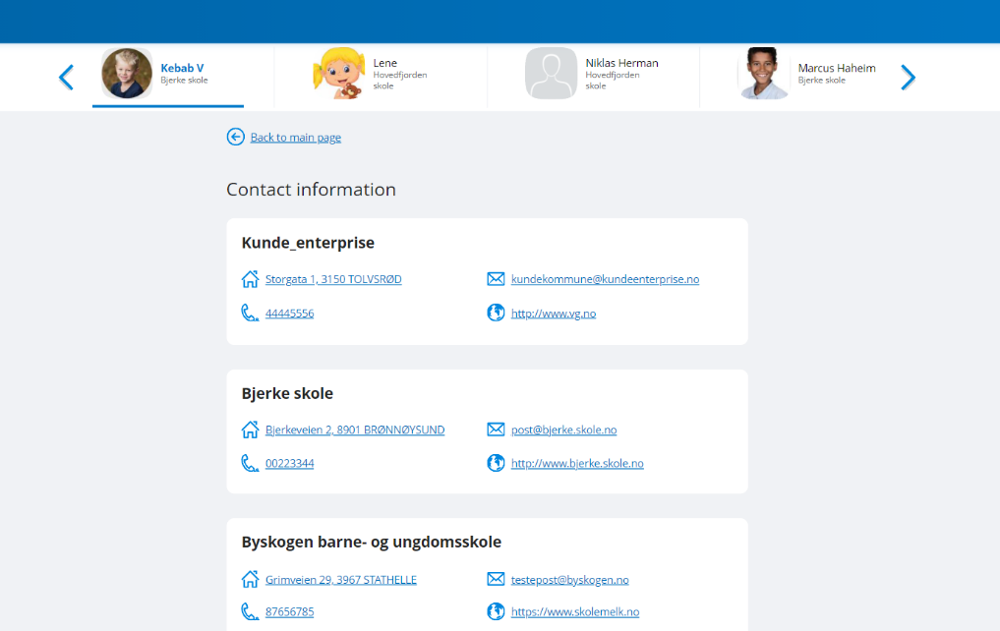 Kebab V
Bjerke skole
Lene
Hovedfjorden
skole
Niklas Herman
Hovedfjorden
skole
Marcus Haheim
Bjerke skole
Back to main page
Contact information
Kunde_enterprise
Storgata 1, 3150 TOLVSRØD
kundekommune@kundeenterprise.no
44445556
http://www.vg.no
Bjerke skole
Bjerkeveien 2, 8901 BRØNNØYSUND
post@bjerke.skole.no
00223344
http://www.bjerke.skole.no
Byskogen barne- og ungdomsskole
Grimveien 29, 3967 STATHELLE
testepost@byskogen.no
87656785
https://www.skolemelk.no